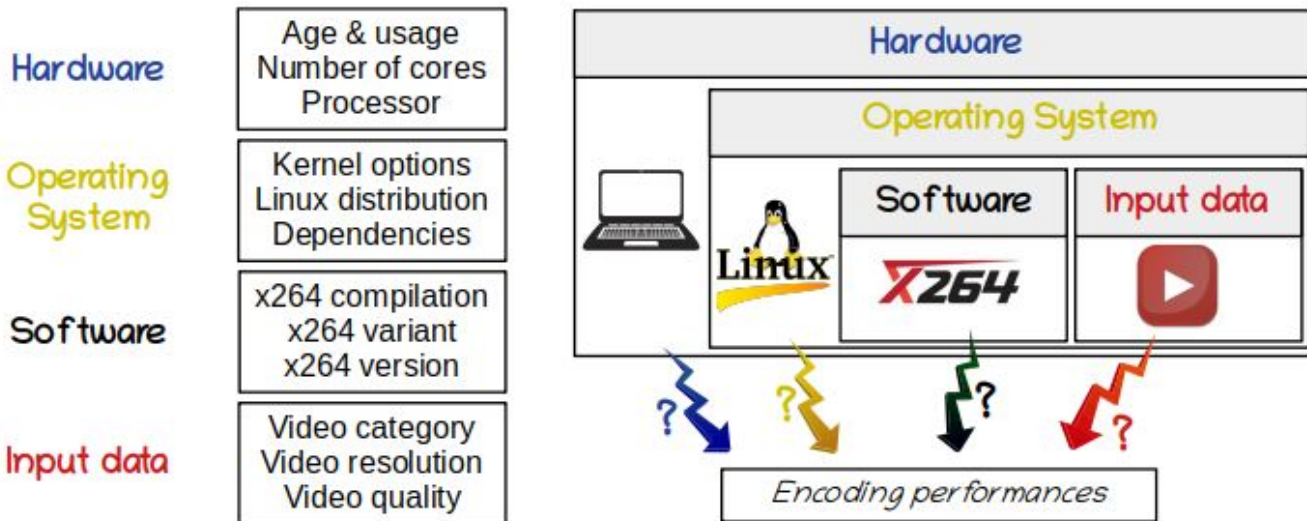 Hardware
Age & usage
Number of cores
Processor
Operating
System
Kernel options
Linux distribution
Dependencies
Software
x264 compilation
x264 variant
x264 version
Input data
Video category
Video resolution
Video quality
Hardware
Operating System
Software
Input data
Linux
X264
? ? ? ?
Encoding performances